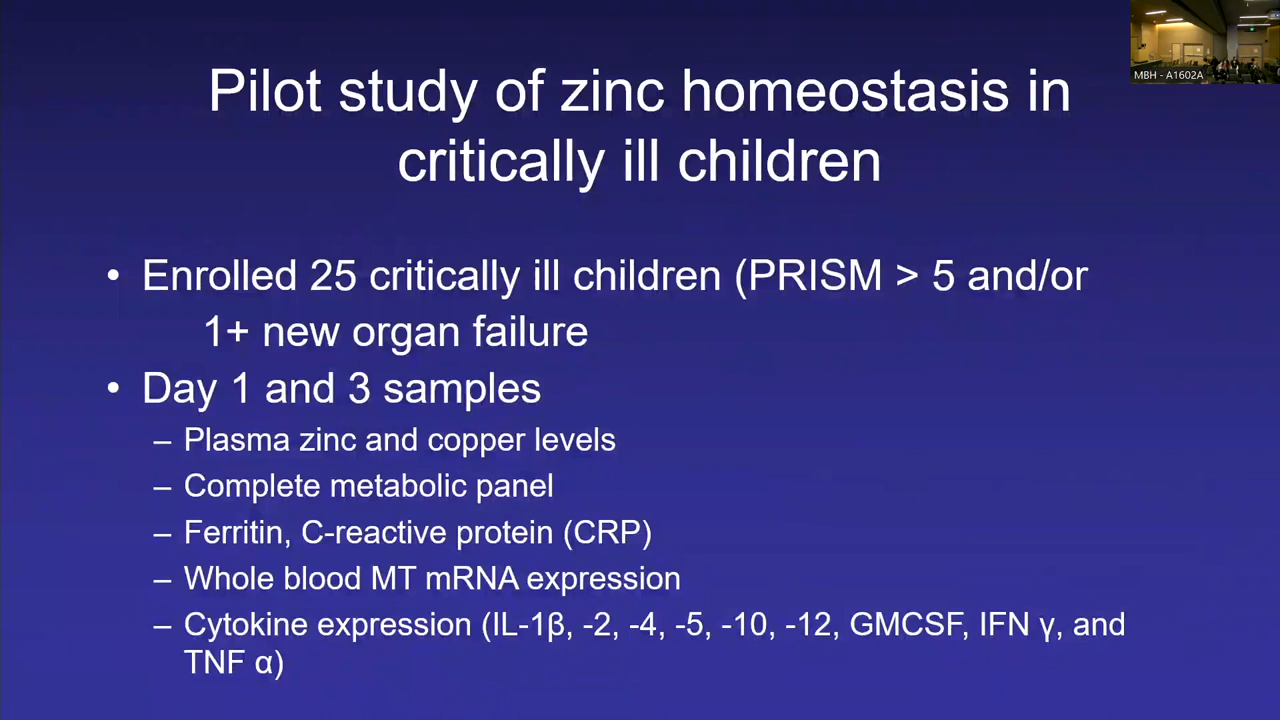 MBH - A1602A
Pilot study of zinc homeostasis in
critically ill children
• Enrolled 25 critically ill children (PRISM > 5 and/or
1+ new organ failure
• Day 1 and 3 samples
– Plasma zinc and copper levels
– Complete metabolic panel
– Ferritin, C-reactive protein (CRP)
– Whole blood MT mRNA expression
– Cytokine expression (IL-1β, -2, -4, -5, -10, -12, GMCSF, IFN γ, and
TNF α)